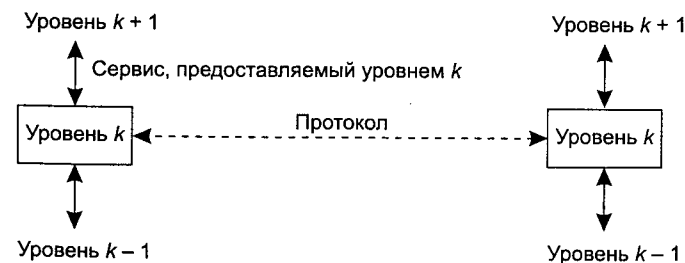 Уровень k + 1
Уровень k + 1
Сервис, предоставляемый уровнем k
Уровень k
Протокол
Уровень k
Уровень k – 1
Уровень k – 1